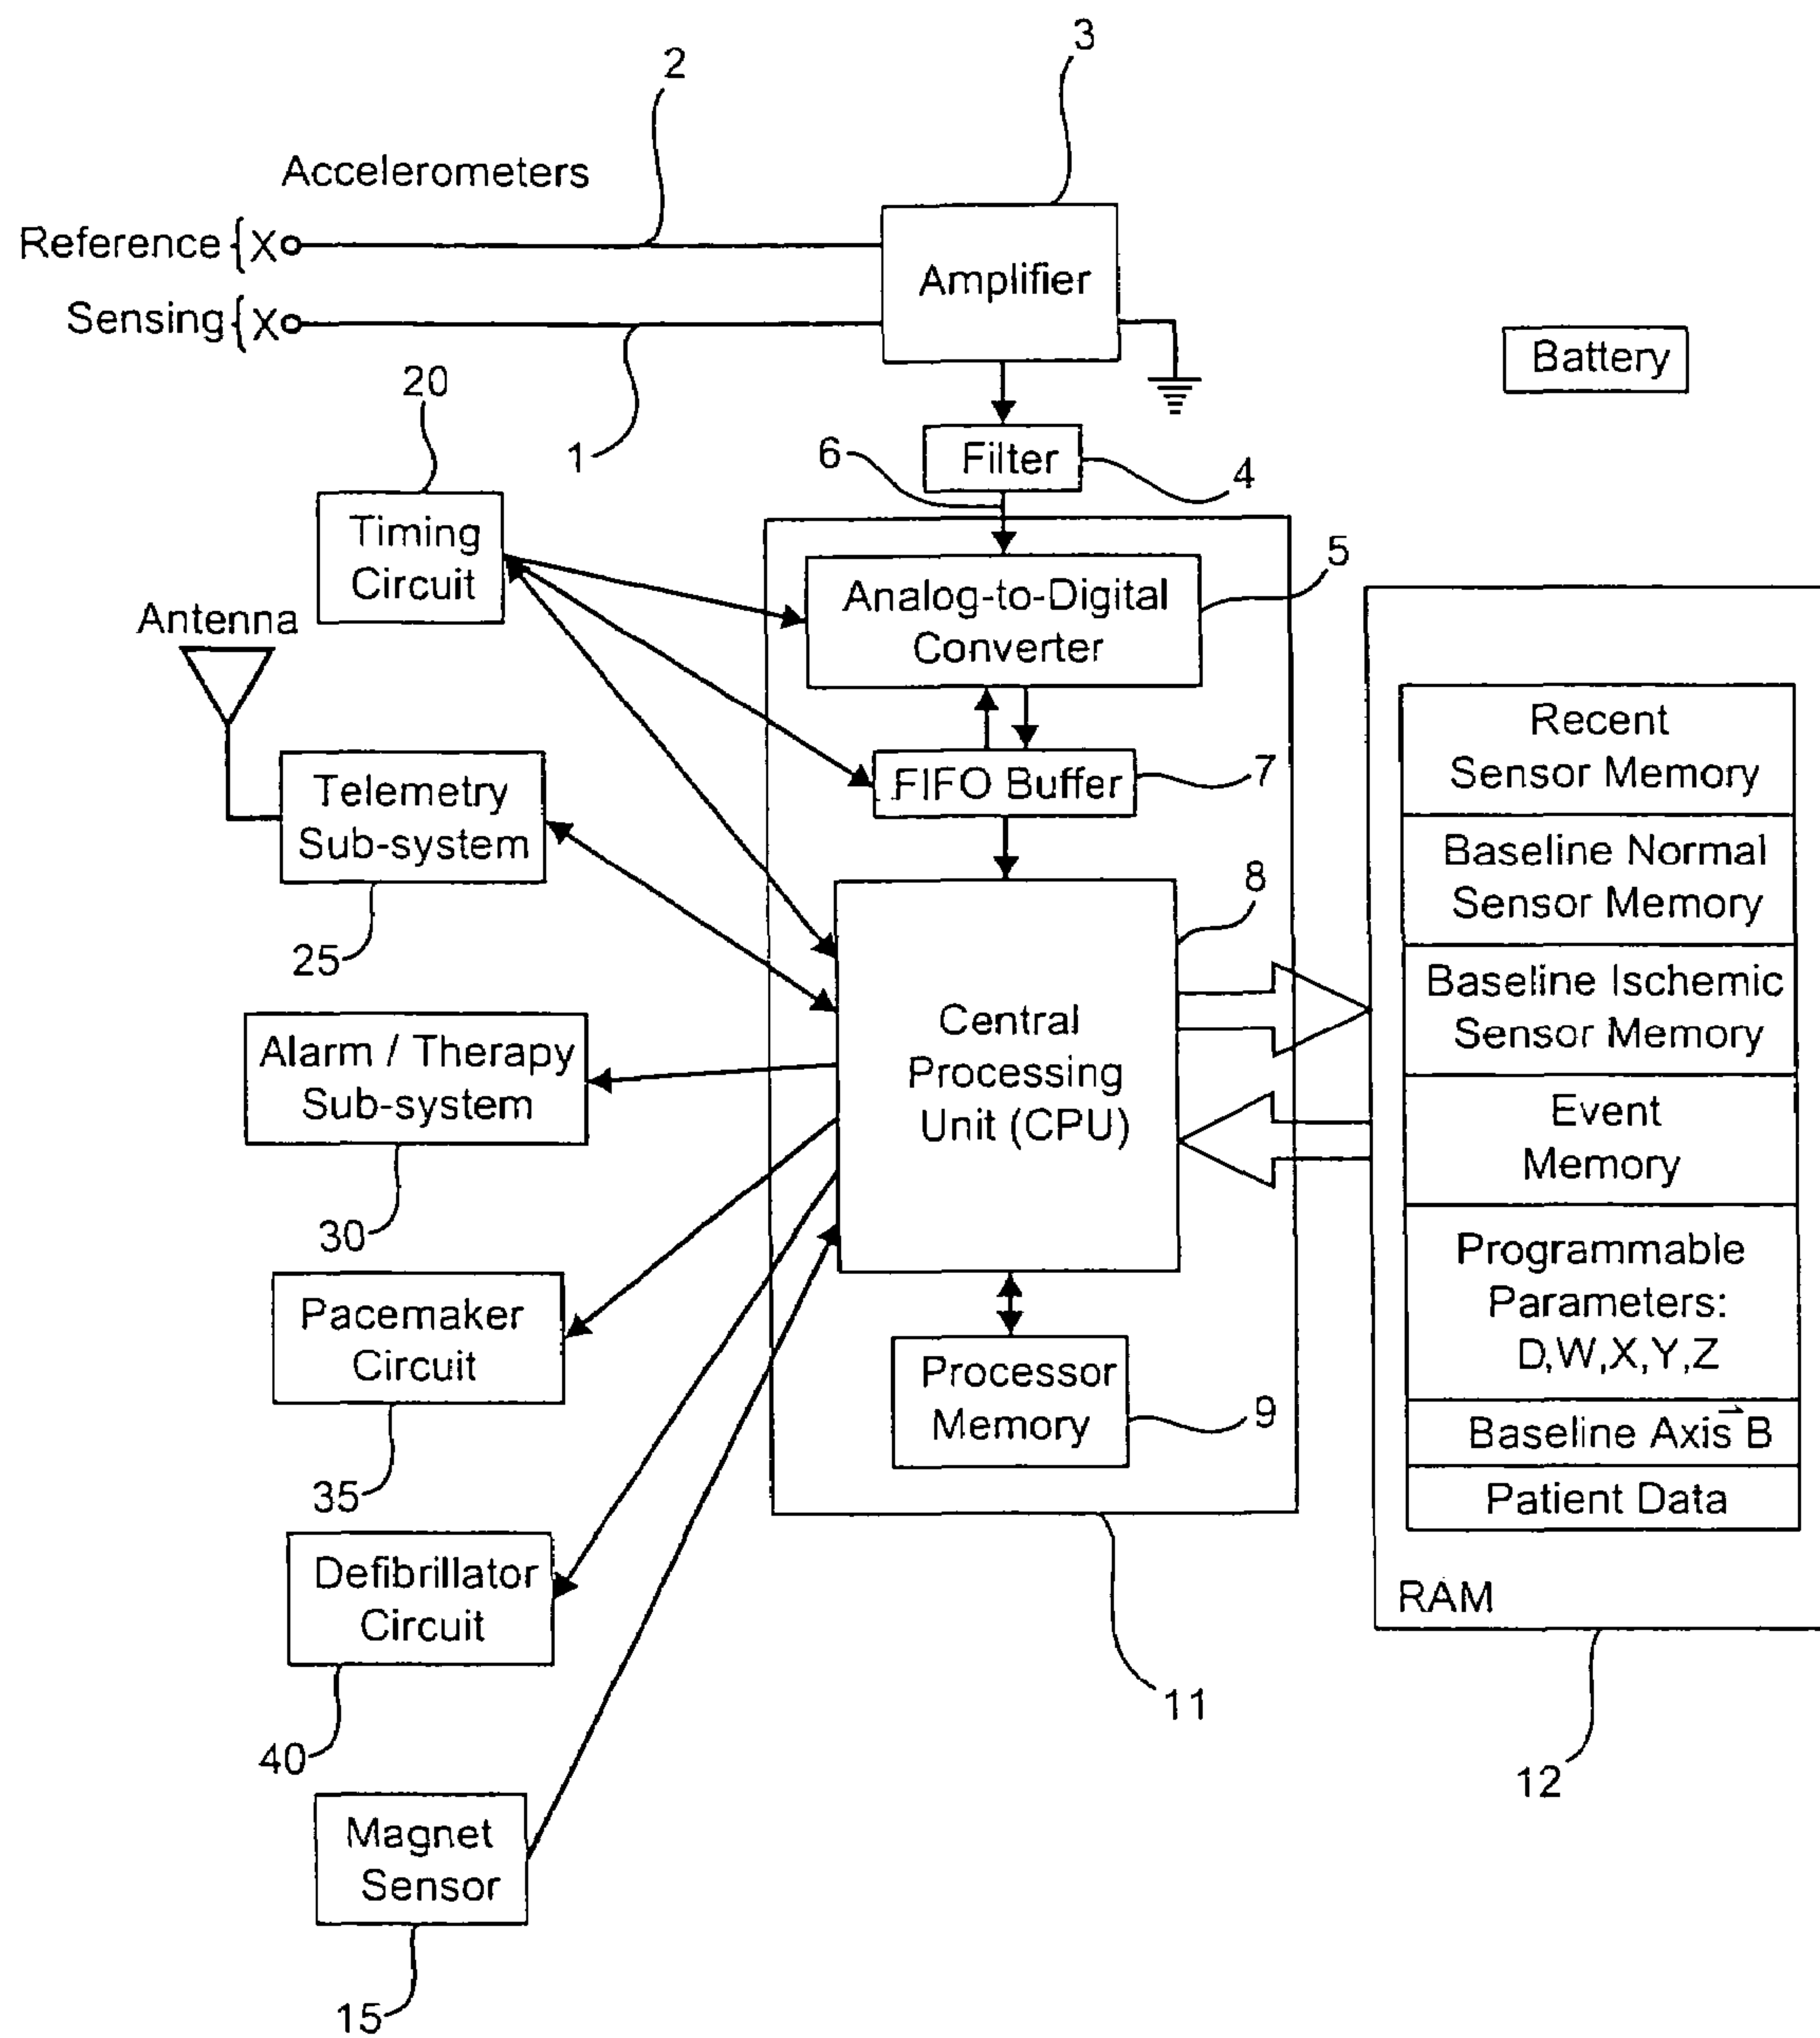 2
3
Accelerometers
Reference {X
Sensing {X
Amplifier
Battery
20
1
6
Filter
4
Timing
Circuit
5
Analog-to-Digital
Converter
Antenna
Telemetry
Sub-system
25
FIFO Buffer
7
8
Central
Processing
Unit (CPU)
Alarm / Therapy
Sub-system
30
Pacemaker
Circuit
35
Processor
Memory
9
Defibrillator
Circuit
40
11
Magnet
Sensor
15
Recent
Sensor Memory
Baseline Normal
Sensor Memory
Baseline Ischemic
Sensor Memory
Event
Memory
Programmable
Parameters:
D,W,X,Y,Z
Baseline Axis B⃗
Patient Data
RAM
12